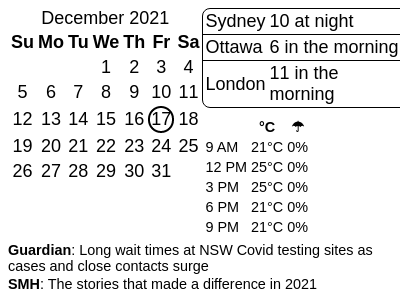 December 2021
Su Mo Tu We Th Fr Sa
1 2 3 4
5 6 7 8 9 10 11
12 13 14 15 16 17 18
19 20 21 22 23 24 25
26 27 28 29 30 31
Sydney 10 at night
Ottawa 6 in the morning
London 11 in the
morning
°C ☂
9 AM 21°C 0%
12 PM 25°C 0%
3 PM 25°C 0%
6 PM 21°C 0%
9 PM 21°C 0%
Guardian: Long wait times at NSW Covid testing sites as
cases and close contacts surge
SMH: The stories that made a difference in 2021